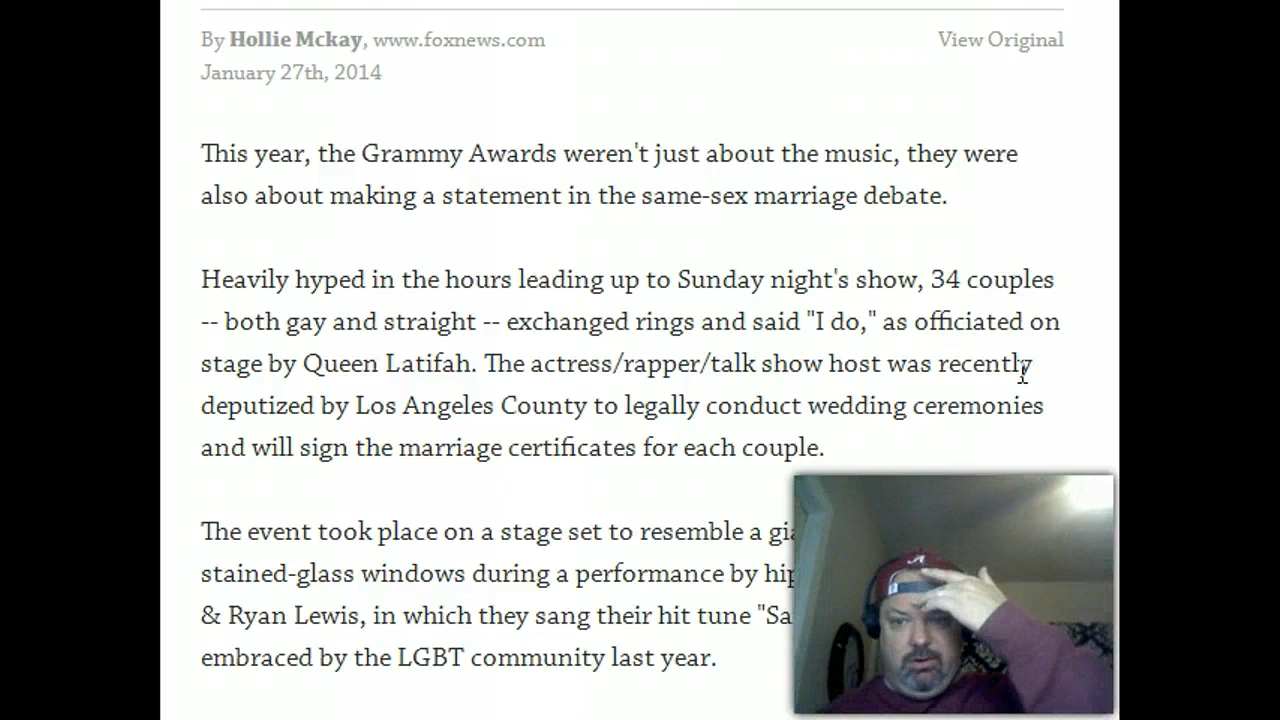 By Hollie Mckay, www.foxnews.com View Original
January 27th, 2014
This year, the Grammy Awards weren't just about the music, they were
also about making a statement in the same-sex marriage debate.
Heavily hyped in the hours leading up to Sunday night's show, 34 couples
-- both gay and straight -- exchanged rings and said "I do," as officiated on
stage by Queen Latifah. The actress/rapper/talk show host was recently
deputized by Los Angeles County to legally conduct wedding ceremonies
and will sign the marriage certificates for each couple.
The event took place on a stage set to resemble a
stained-glass windows during a performance by
& Ryan Lewis, in which they sang their hit tune
embraced by the LGBT community last year.
A